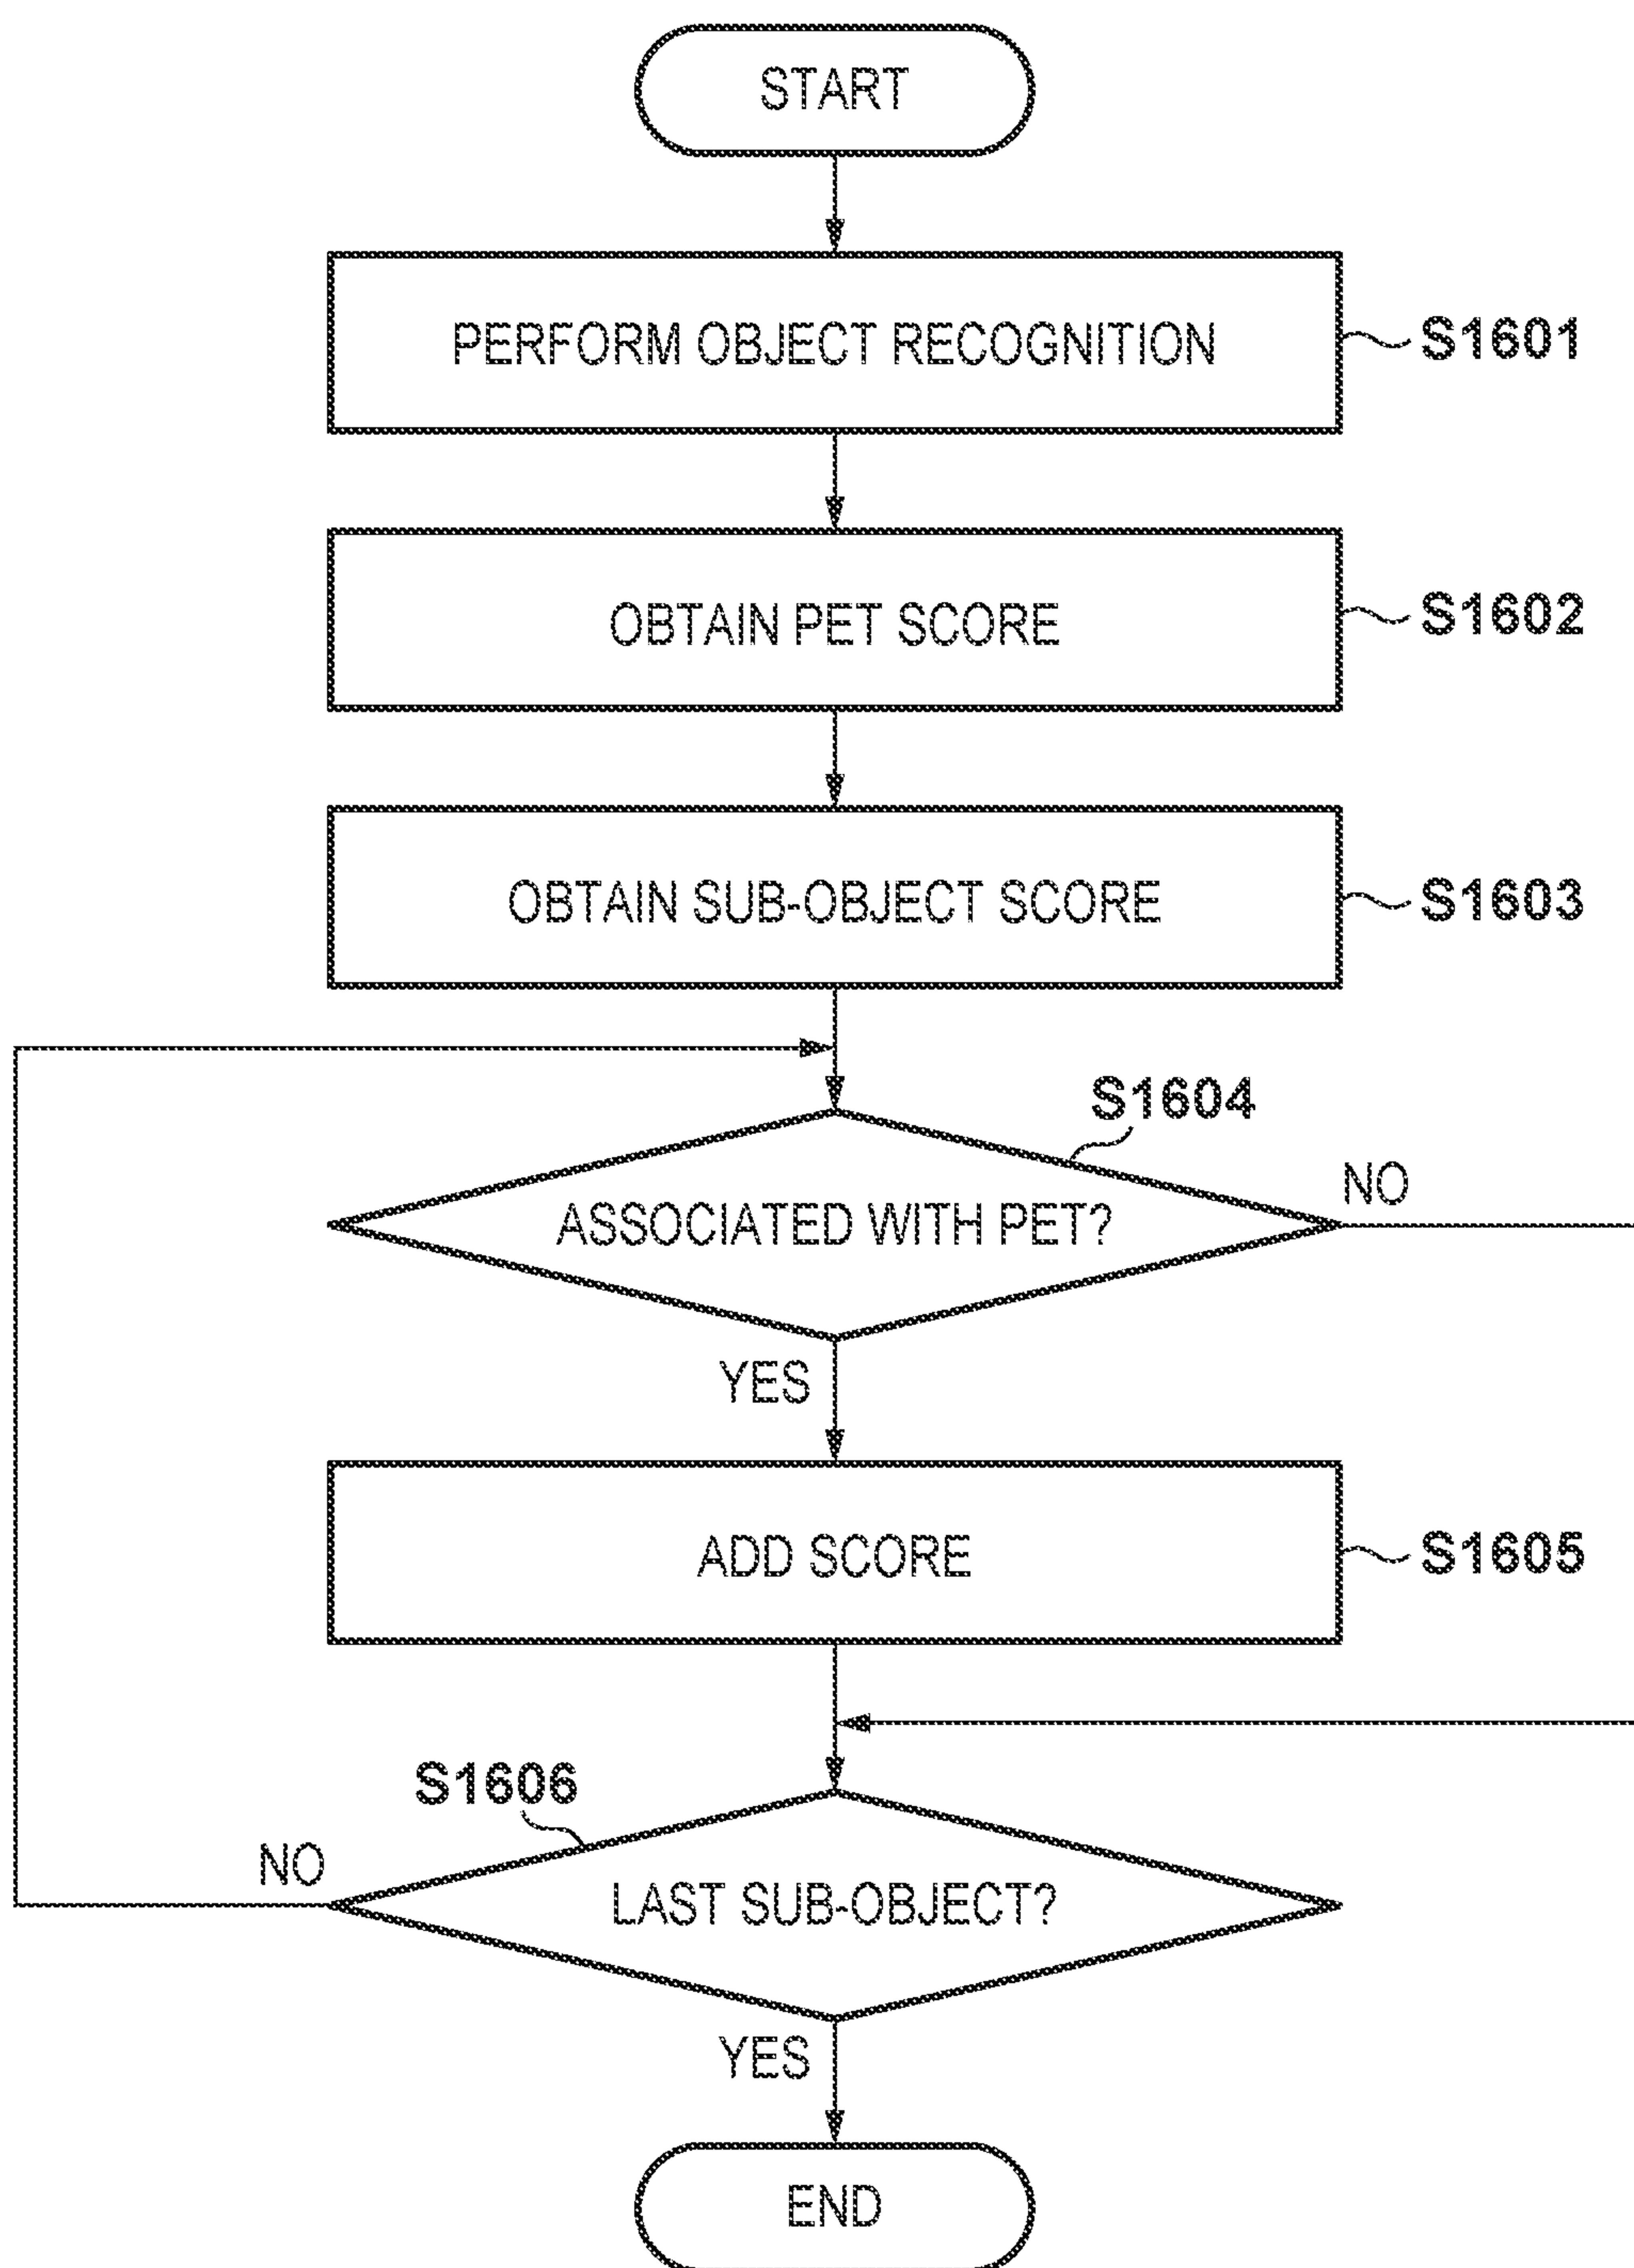 START
PERFORM OBJECT RECOGNITION
S1601
OBTAIN PET SCORE
S1602
OBTAIN SUB-OBJECT SCORE
S1603
S1604
ASSOCIATED WITH PET?
NO
YES
ADD SCORE
S1605
S1606
NO
LAST SUB-OBJECT?
YES
END